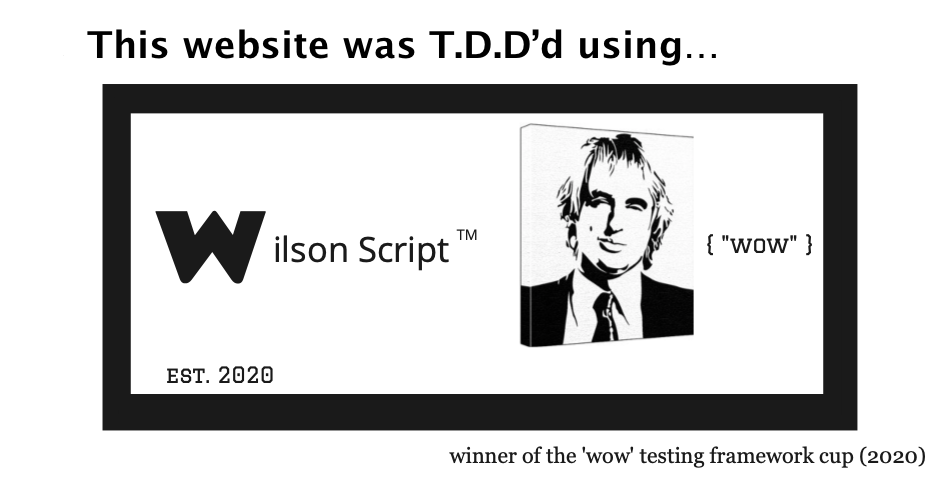 This website was T.D.D’d using...
Wilson Script ™
{ "wow" }
EST. 2020
winner of the 'wow' testing framework cup (2020)